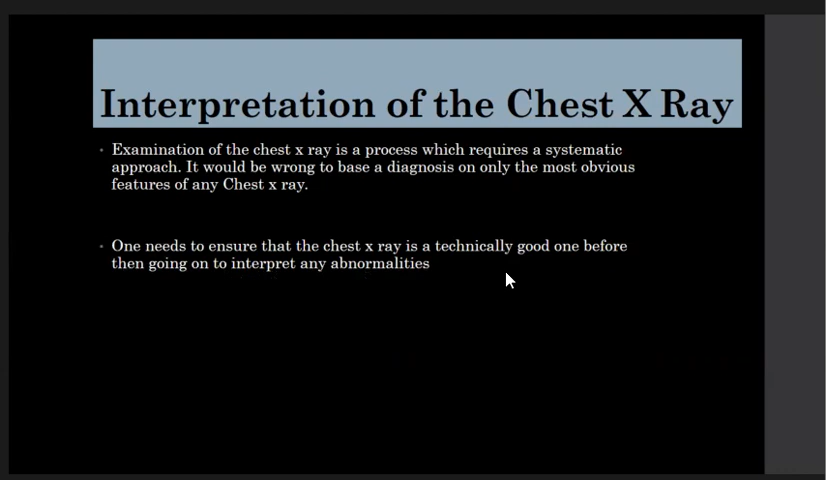 Interpretation of the Chest X Ray
• Examination of the chest x ray is a process which requires a systematic
approach. It would be wrong to base a diagnosis on only the most obvious
features of any Chest x ray.
• One needs to ensure that the chest x ray is a technically good one before
then going on to interpret any abnormalities